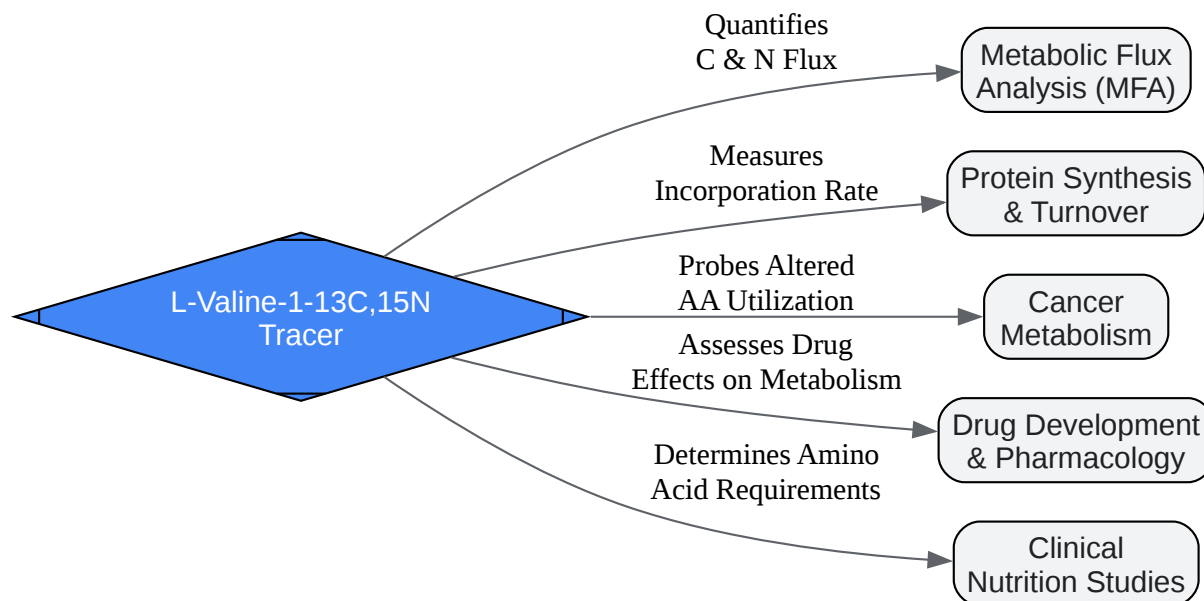 Quantifies
C & N Flux
Metabolic Flux
Analysis (MFA)
Measures
Incorporation Rate
Protein Synthesis
& Turnover
L-Valine-1-13C,15N
Tracer
Probes Altered
AA Utilization
Cancer
Metabolism
Assesses Drug
Effects on Metabolism
Drug Development
& Pharmacology
Determines Amino
Acid Requirements
Clinical
Nutrition Studies